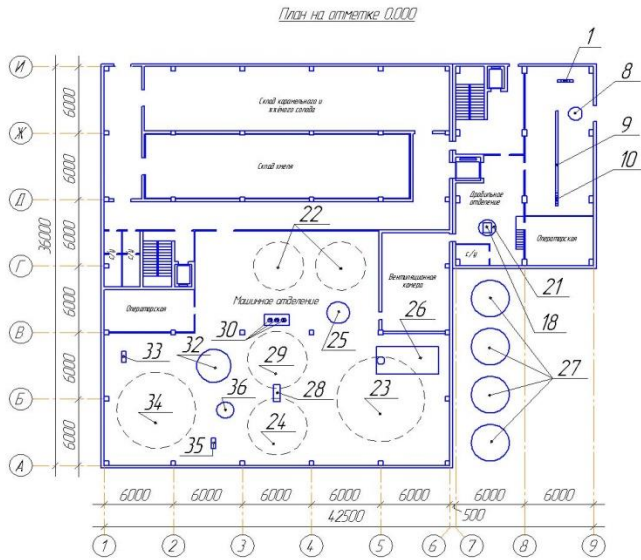 План на отметке 0.000
1
И
8
6000
Склад карамельного и
жжёного солода
Ж
9
6000
Склад хмеля
10
Д
36000
Дробильное
отделение
22
6000
с/у
с/у
Операторская
Г
с/у
21
Машинное отделение
Вентиляционная
камера
18
6000
Операторская
30
26
25
В
33
32
29
27
6000
36
28
23
Б
34
24
6000
35
А
6000
6000
6000
6000
6000
6000
6000
42500
500
1
2
3
4
5
6
7
8
9